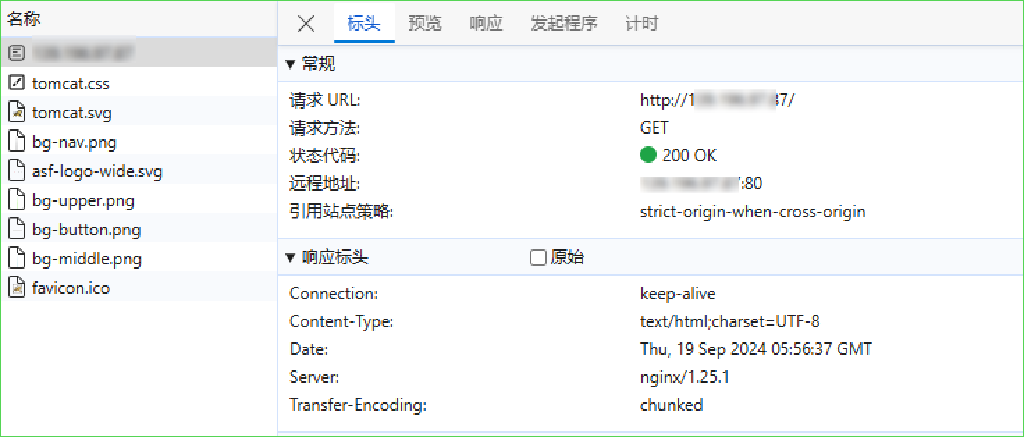 名称
tomcat.css
tomcat.svg
bg-nav.png
asf-logo-wide.svg
bg-upper.png
bg-button.png
bg-middle.png
favicon.ico
标头 预览 响应 发起程序 计时
▼ 常规
请求 URL: http://1 37/
请求方法: GET
状态代码: 200 OK
远程地址: :80
引用站点策略: strict-origin-when-cross-origin
▼ 响应标头 原始
Connection: keep-alive
Content-Type: text/html;charset=UTF-8
Date: Thu, 19 Sep 2024 05:56:37 GMT
Server: nginx/1.25.1
Transfer-Encoding: chunked